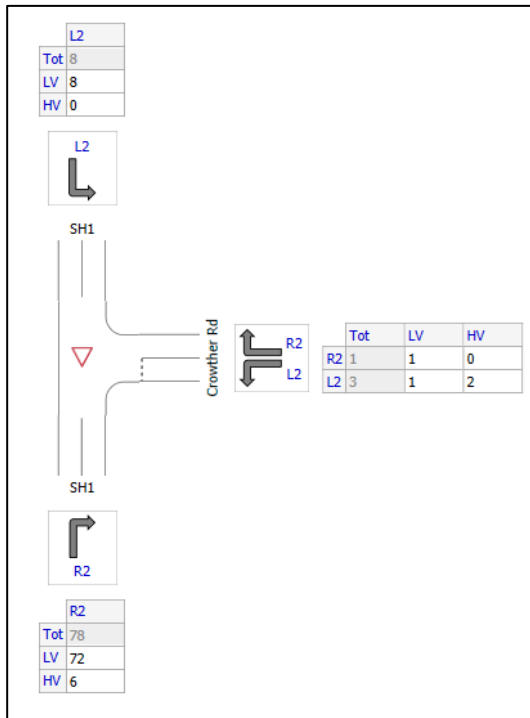 L2
Tot 8
LV 8
HV 0
L2
SH1
Crowther Rd
R2
L2
Tot LV HV
R2 1 1 0
L2 3 1 2
SH1
R2
R2
Tot 78
LV 72
HV 6